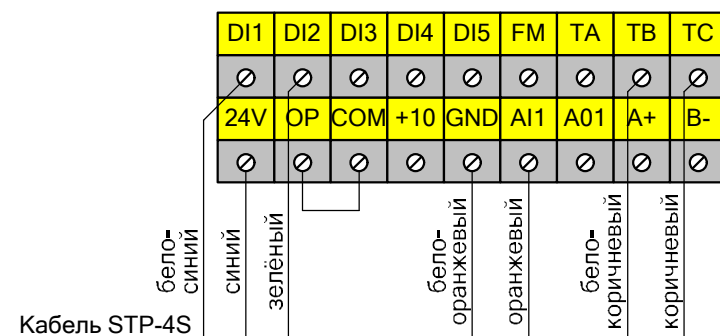 DI1 DI2 DI3 DI4 DI5 FM TA TB TC
24V OP COM +10 GND AI1 A01 A+ B-
бело-
синий
синий
зелёный
бело-
оранжевый
оранжевый
бело-
коричневый
коричневый
Кабель STP-4S